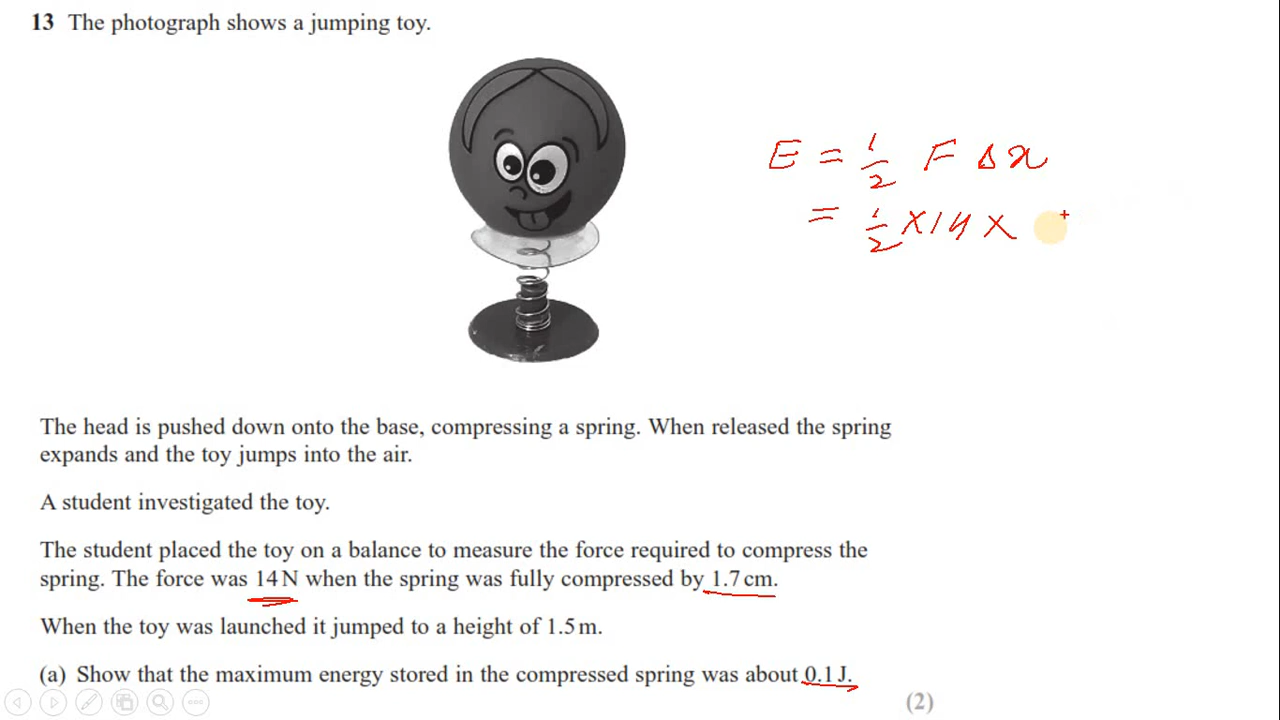 13 The photograph shows a jumping toy.
E = 1/2 F Δx
= 1/2 × 14 ×
The head is pushed down onto the base, compressing a spring. When released the spring
expands and the toy jumps into the air.
A student investigated the toy.
The student placed the toy on a balance to measure the force required to compress the
spring. The force was 14 N when the spring was fully compressed by 1.7 cm.
When the toy was launched it jumped to a height of 1.5 m.
(a) Show that the maximum energy stored in the compressed spring was about 0.1 J.
(2)